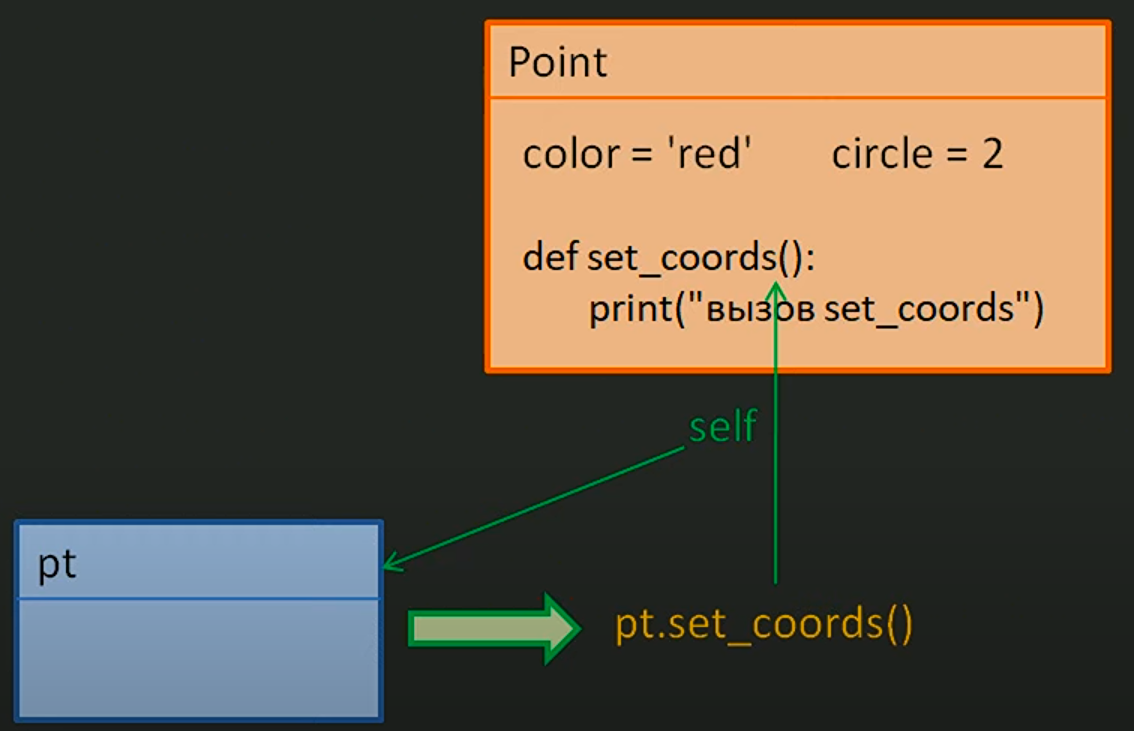 Point
color = 'red' circle = 2
def set_coords():
print("вызов set_coords")
self
pt
pt.set_coords()